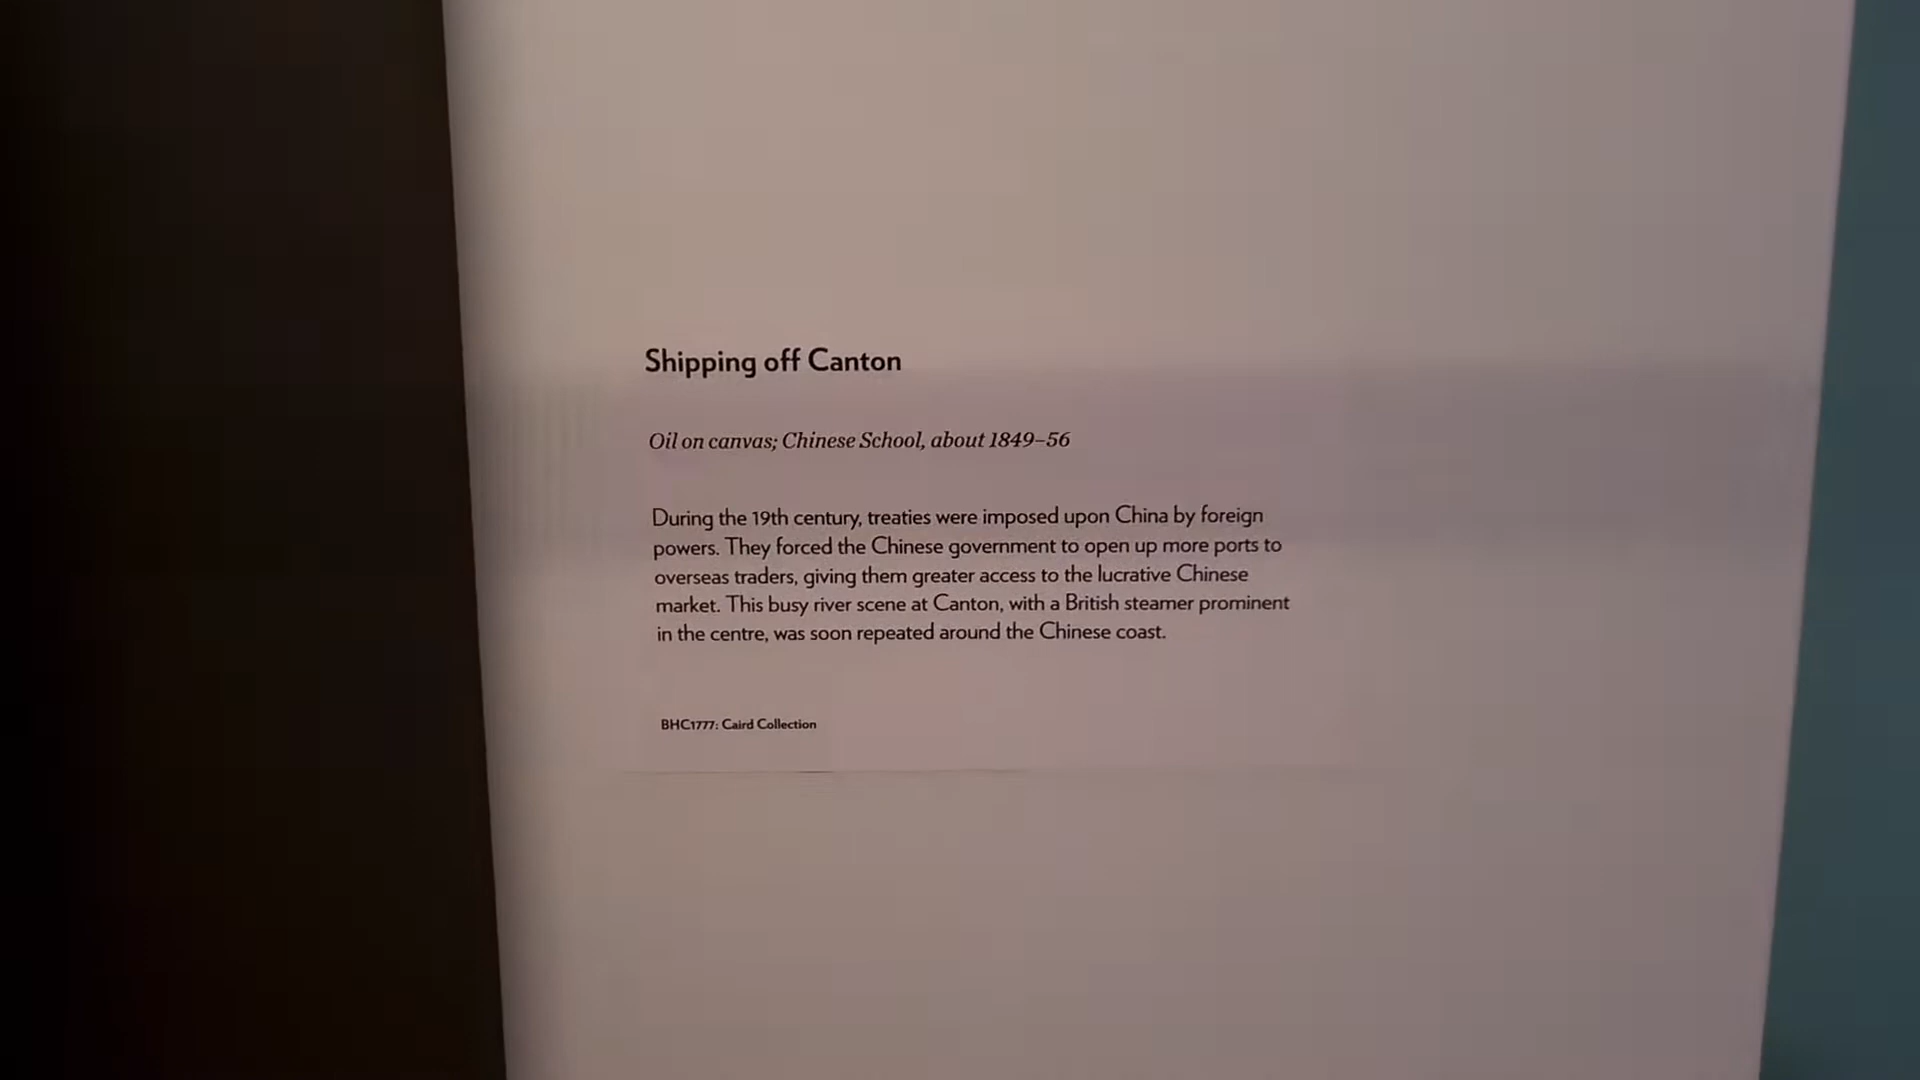 Shipping off Canton
Oil on canvas; Chinese School, about 1849–56
During the 19th century, treaties were imposed upon China by foreign
powers. They forced the Chinese government to open up more ports to
overseas traders, giving them greater access to the lucrative Chinese
market. This busy river scene at Canton, with a British steamer prominent
in the centre, was soon repeated around the Chinese coast.
BHC1777: Caird Collection